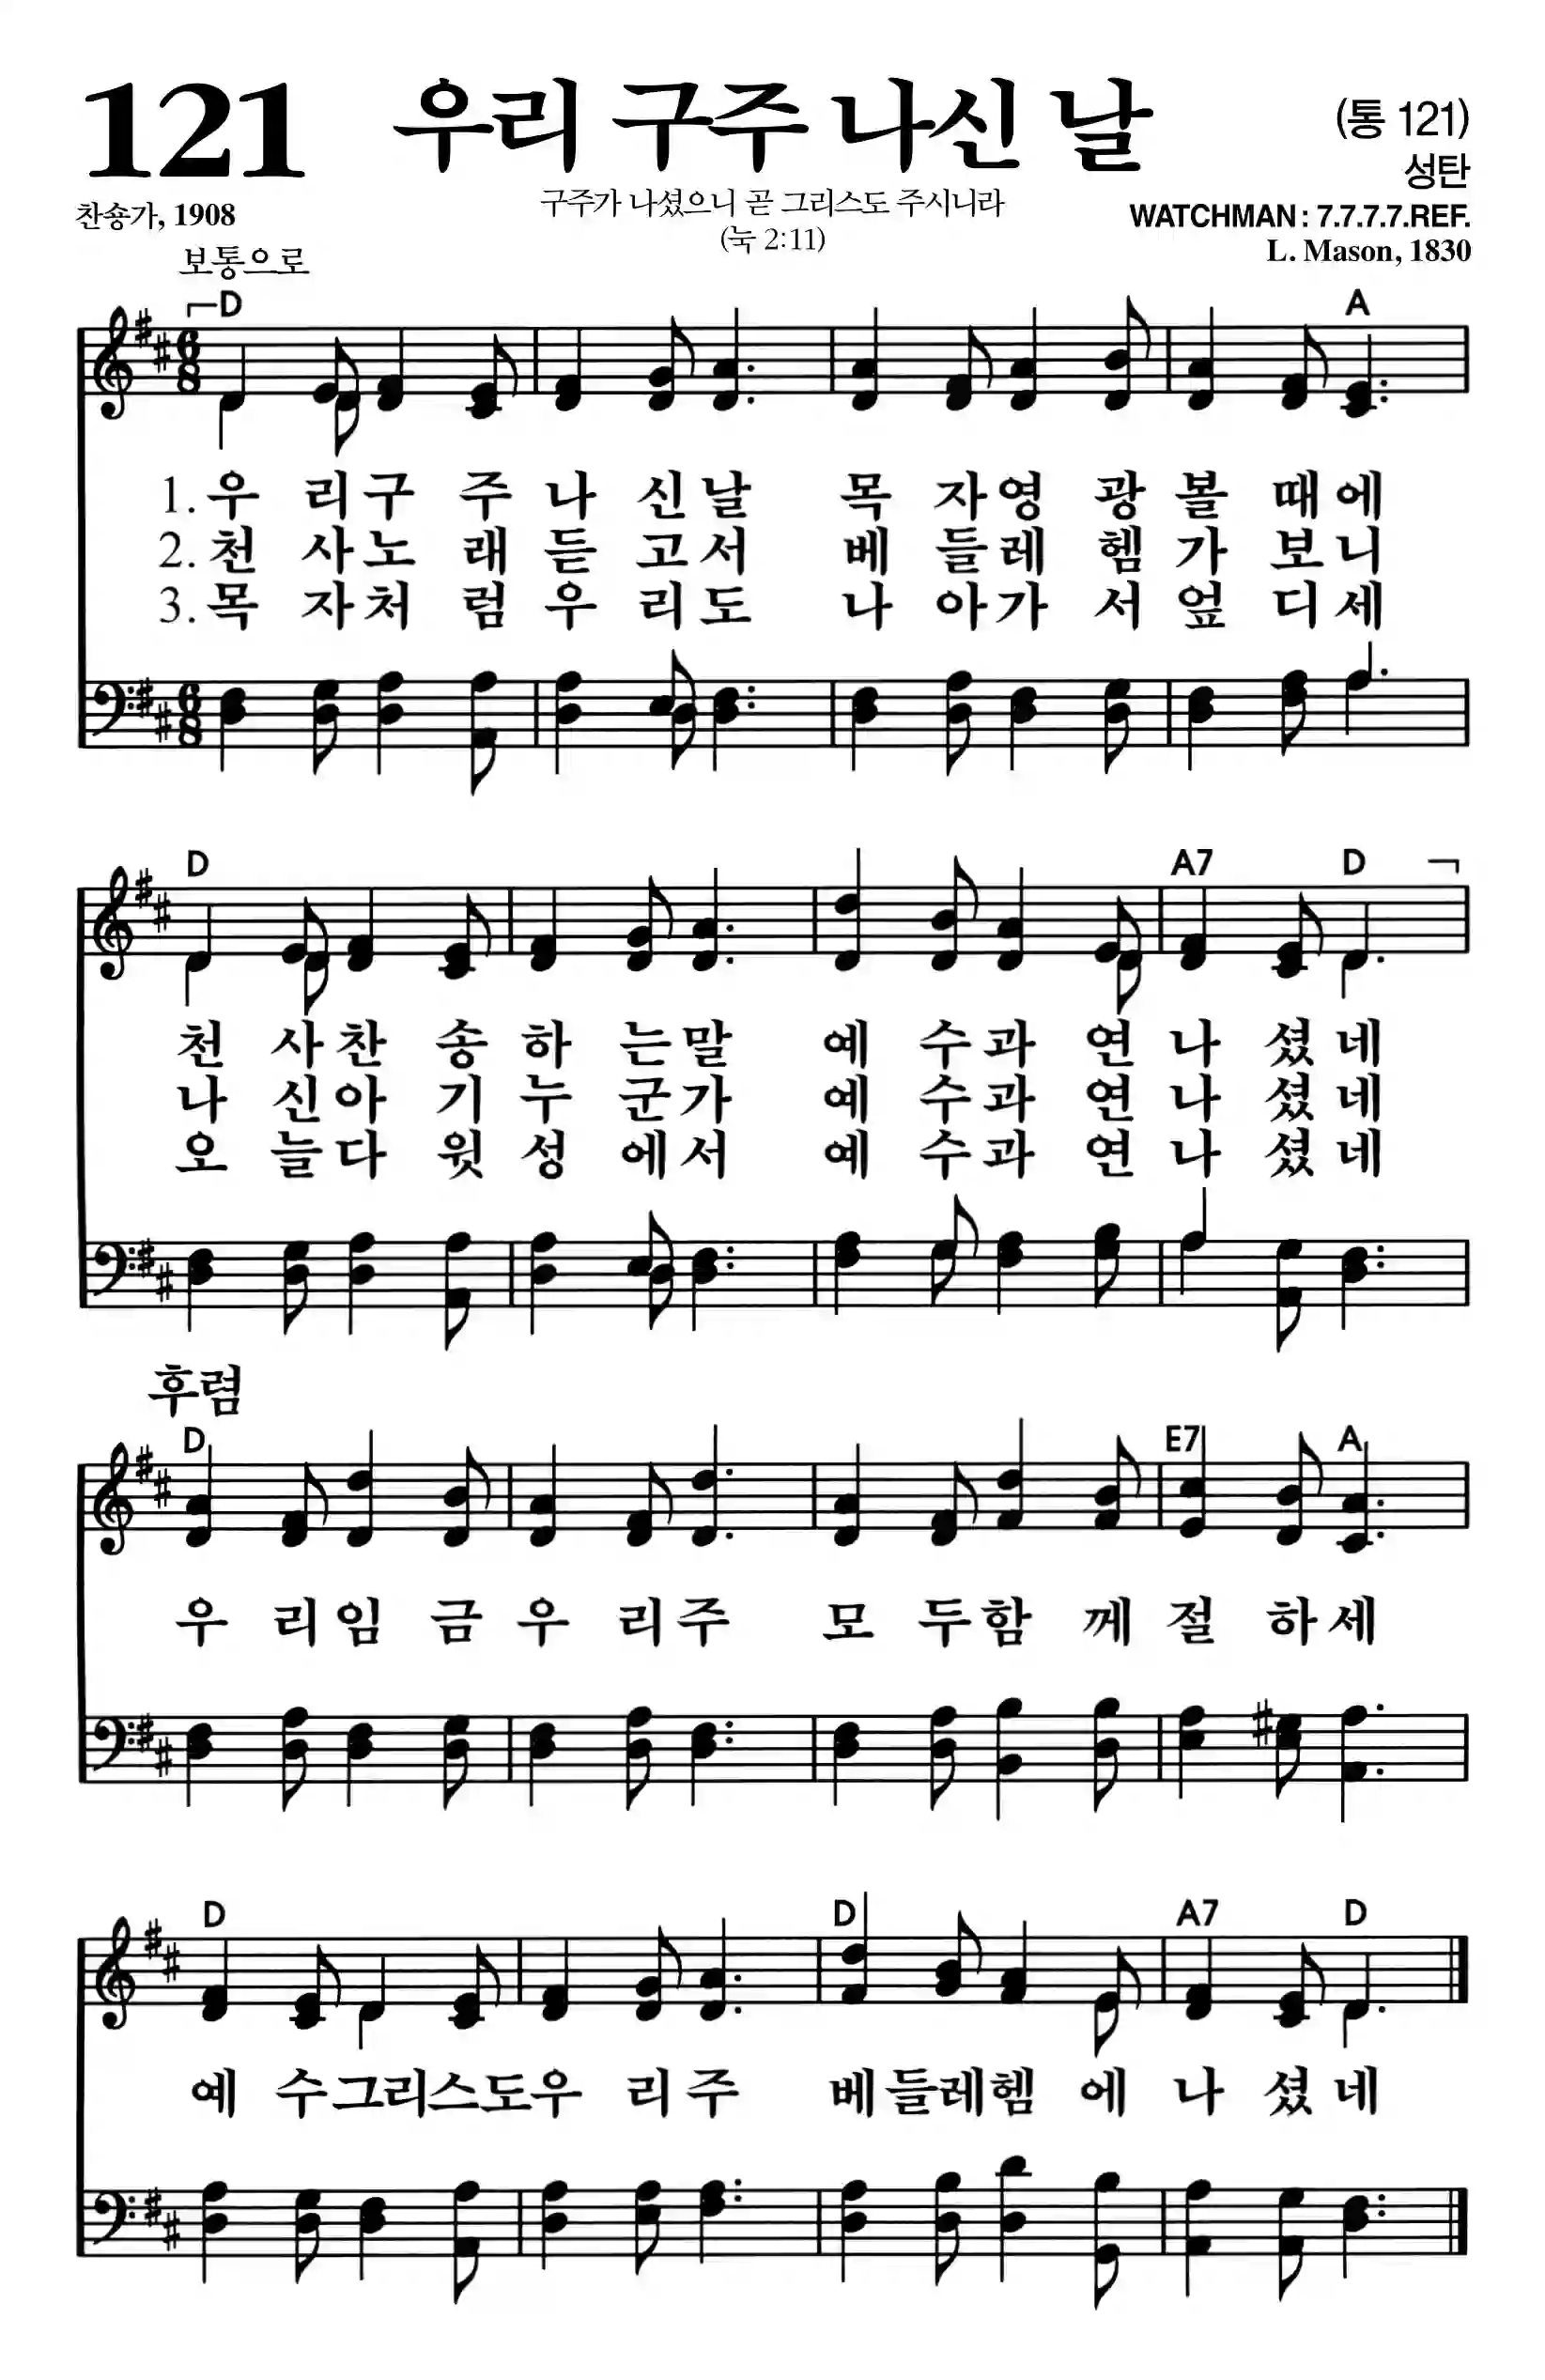 121 우리 구주 나신 날 (통 121)
성탄
구주가 나셨으니 곧 그리스도 주시니라
(눅 2:11)
찬숑가, 1908
WATCHMAN : 7.7.7.7.REF.
L. Mason, 1830
보통으로
D A
1. 우 리구 주 나 신날 목 자영 광 볼 때에
2. 천 사노 래 듣 고서 베 들레 헴 가 보니
3. 목 자처 럼 우 리도 나 아가 서 엎 디세
D A7 D
천 사찬 송 하 는말 예 수과 연 나 셨네
나 신아 기 누 군가 예 수과 연 나 셨네
오 늘다 윗 성 에서 예 수과 연 나 셨네
후렴
D E7 A
우 리임 금 우 리주 모 두함 께 절 하세
D D A7 D
예 수그리스도우 리주 베들레헴 에 나 셨네